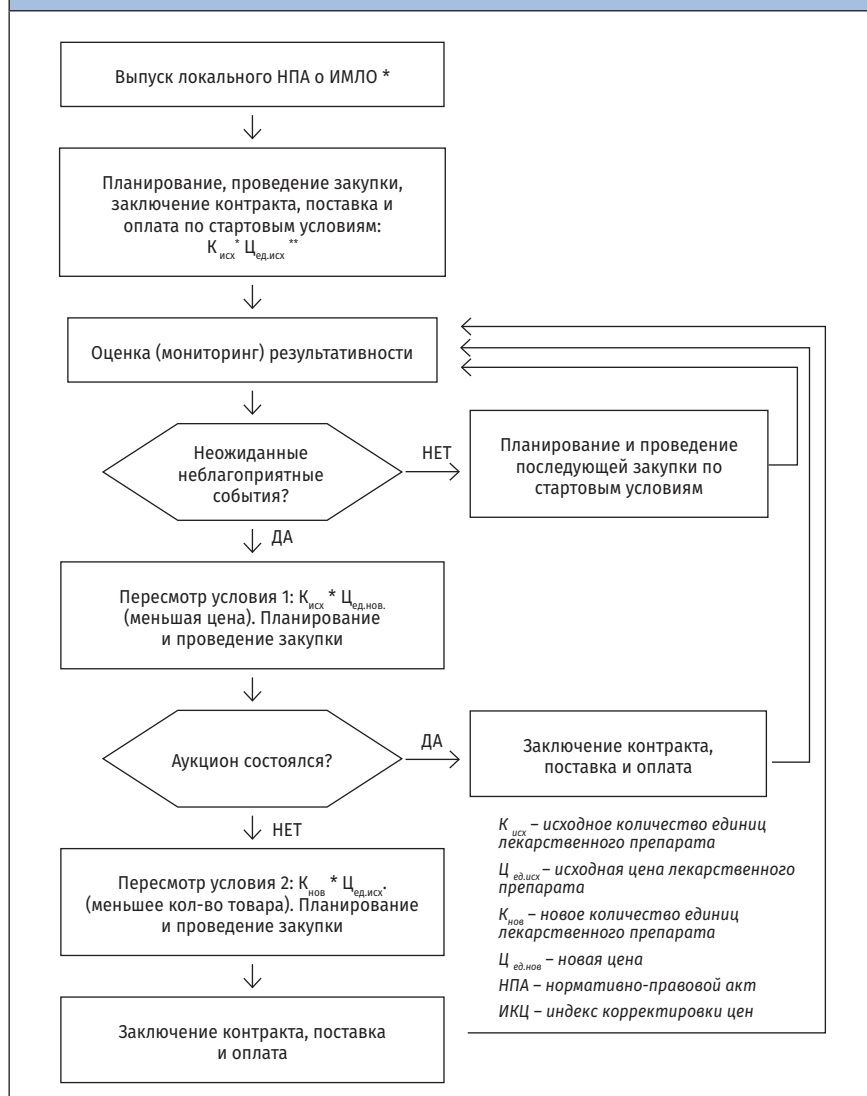 Выпуск локального НПА о ИМЛО *
Планирование, проведение закупки,
заключение контракта, поставка и
оплата по стартовым условиям:
К исх * Ц ед.исх **
Оценка (мониторинг) результативности
Неожиданные
неблагоприятные
события?
НЕТ
Планирование и проведение
последующей закупки по
стартовым условиям
ДА
Пересмотр условия 1: К исх * Ц ед.нов.
(меньшая цена). Планирование
и проведение закупки
Аукцион состоялся?
ДА
Заключение контракта,
поставка и оплата
НЕТ
Пересмотр условия 2: К нов * Ц ед.исх.
(меньшее кол-во товара). Планирование
и проведение закупки
Заключение контракта, поставка
и оплата
К исх – исходное количество единиц
лекарственного препарата
Ц ед.исх – исходная цена лекарственного
препарата
К нов – новое количество единиц
лекарственного препарата
Ц ед.нов – новая цена
НПА – нормативно-правовой акт
ИКЦ – индекс корректировки цен